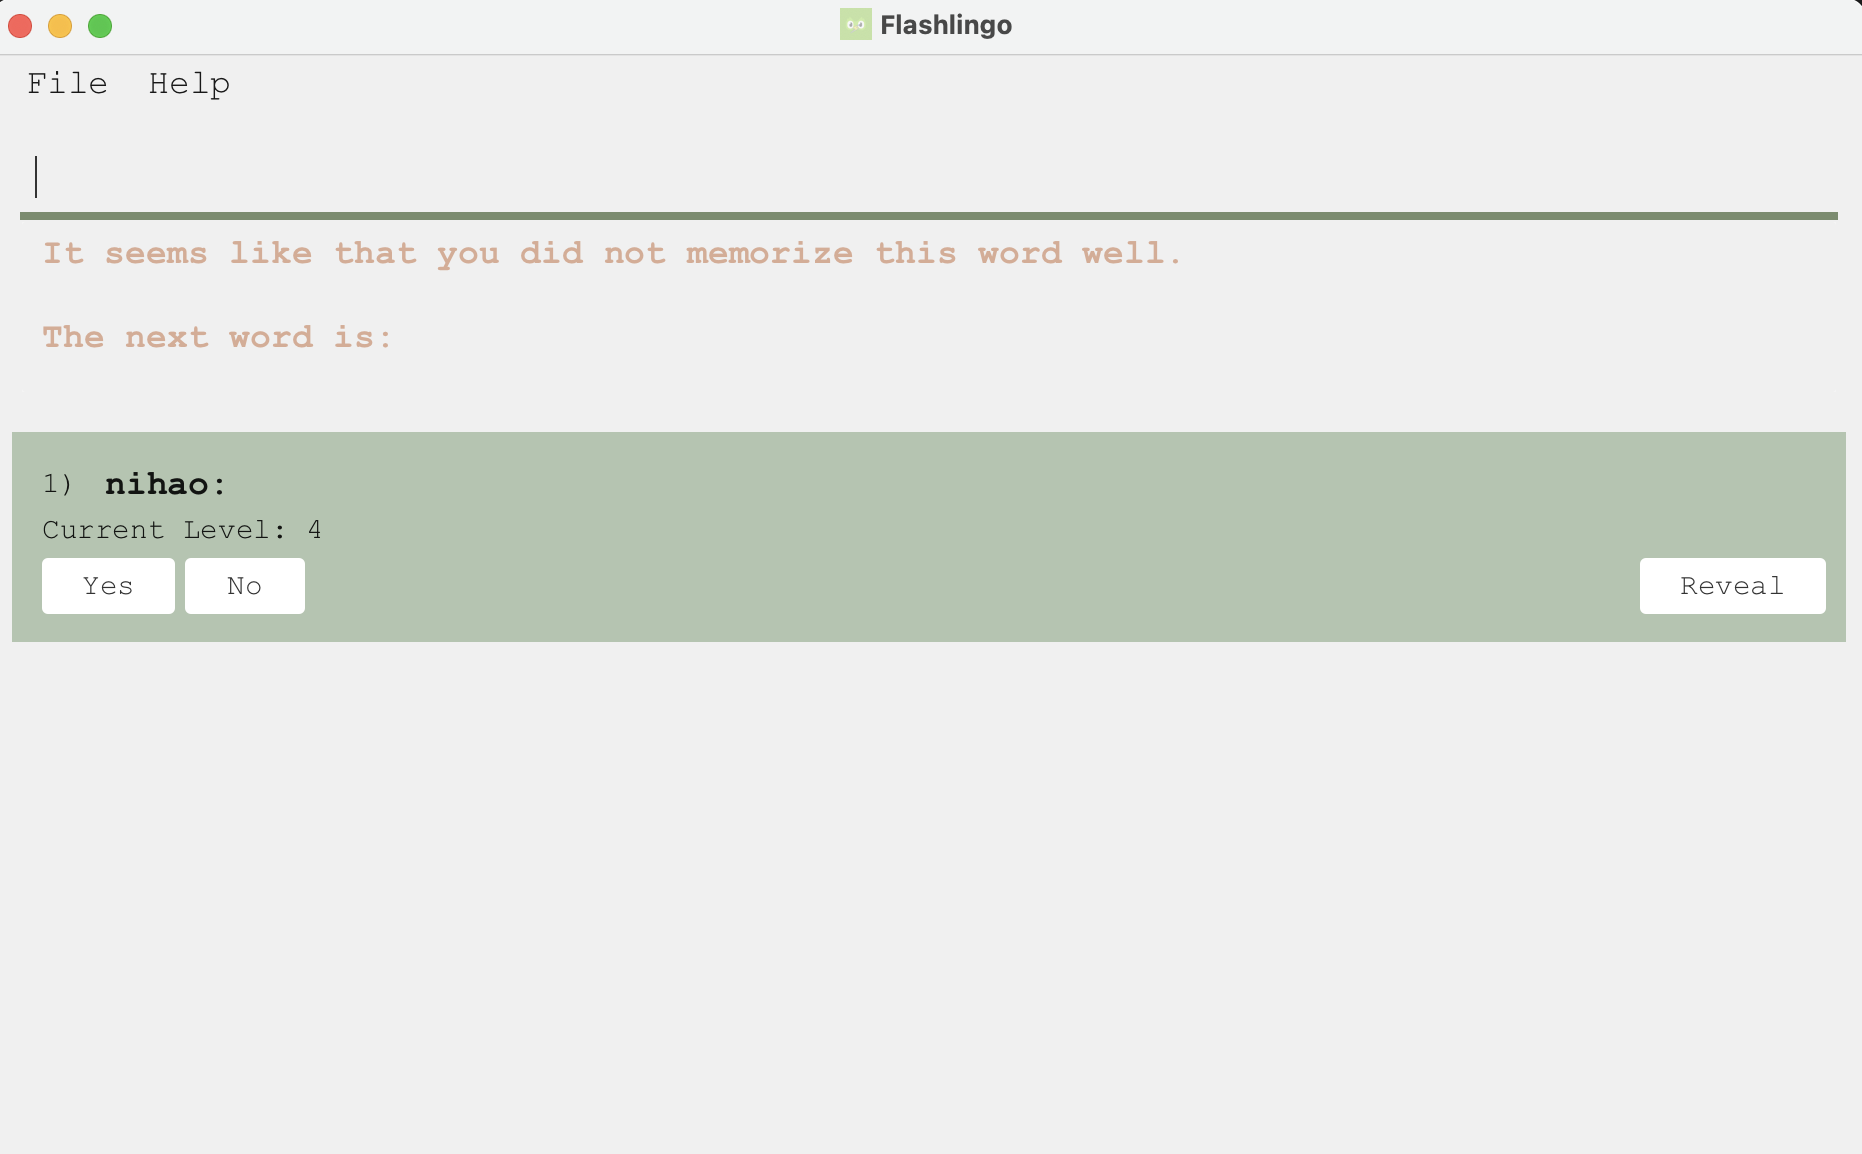 Flashlingo
File Help
It seems like that you did not memorize this word well.
The next word is:
1) nihao:
Current Level: 4
Yes No Reveal